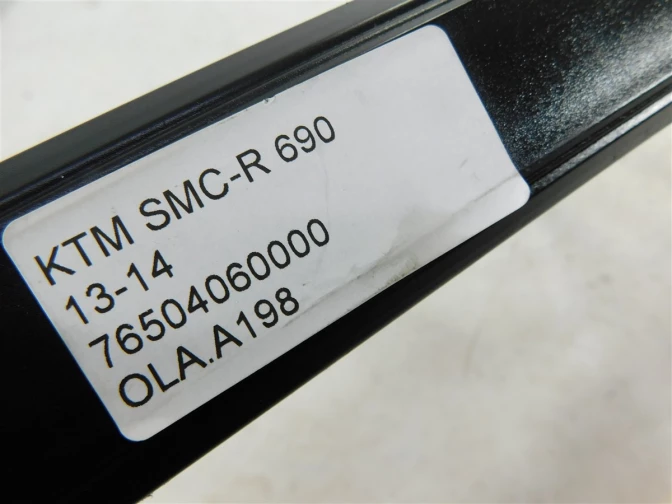 KTM SMC-R 690
13-14
76504060000
OLA.A198